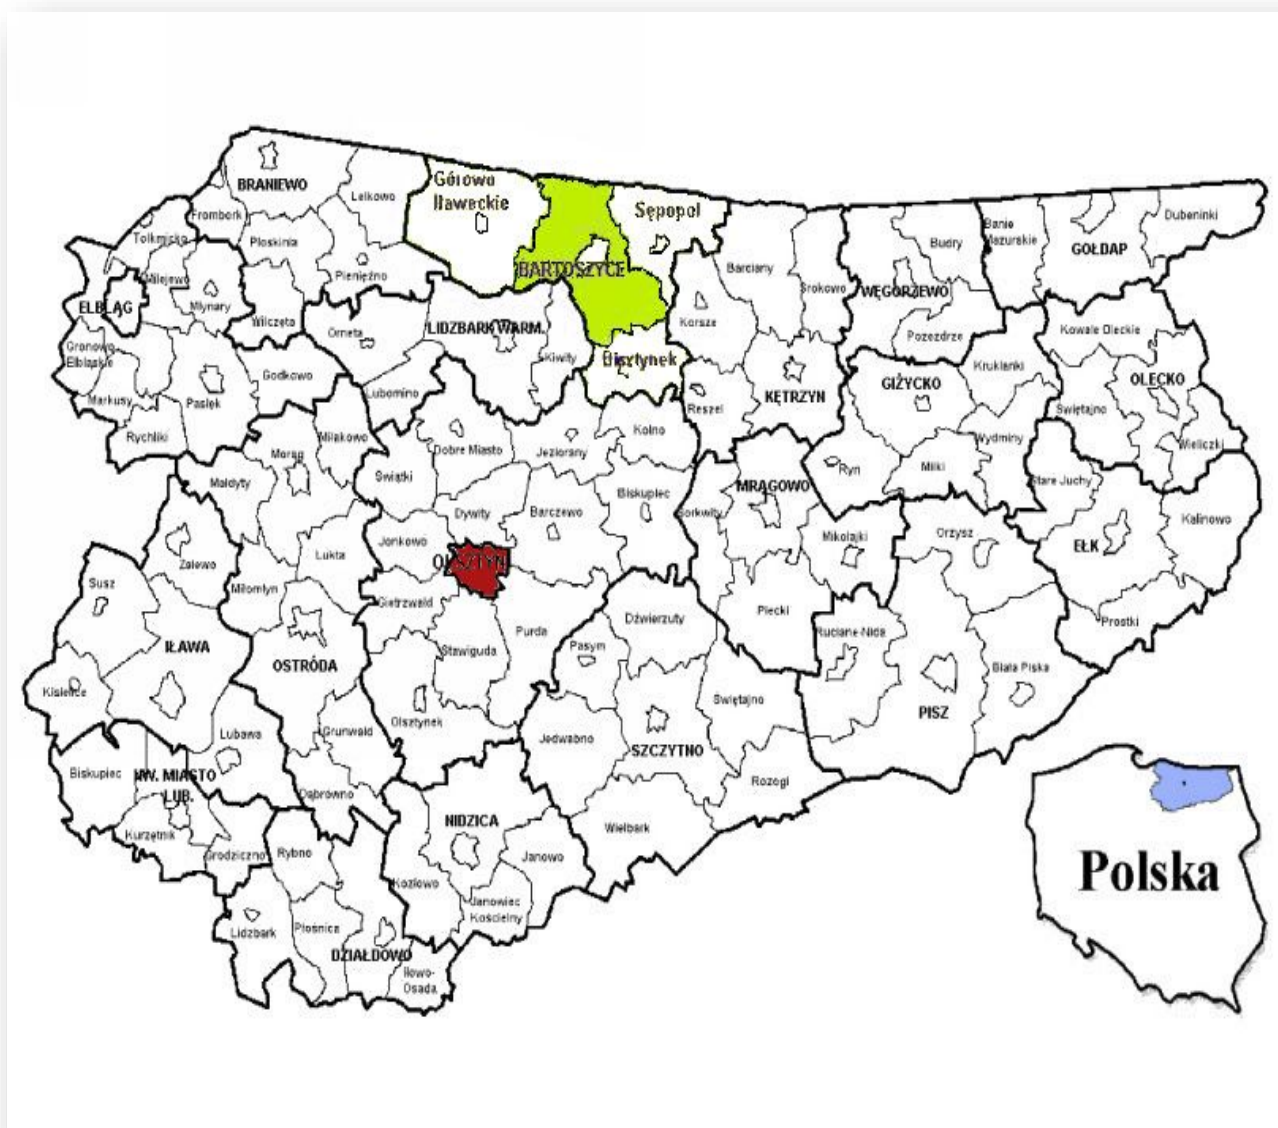 BRANIEWO
Lelkowo
Górowo
Iławeckie
Sępopol
Frombork
Tolkmicko
Płoskinia
Pieniężno
BARTOSZYCE
Barciany
Srokowo
WĘGORZEWO
Budry
Banie
Mazurskie
GOŁDAP
Dubeninki
Milejewo
Młynary
ELBLĄG
Wilczęta
Orneta
LIDZBARK WARM.
Kiwity
Bisztynek
Korsze
Pozezdrze
Kruklanki
Kowale Oleckie
OLECKO
Gronowo
Elbląskie
Markusy
Pasłęk
Godkowo
Lubomino
Reszel
KĘTRZYN
GIŻYCKO
Świętajno
Wieliczki
Rychliki
Morąg
Miłakowo
Dobre Miasto
Jeziorany
Kolno
Wydminy
Małdyty
Świątki
Biskupiec
MRĄGOWO
Ryn
Miłki
Stare Juchy
Sorkwity
Dywity
Barczewo
Mikołajki
Orzysz
EŁK
Kalinowo
Zalewo
Łukta
Jonkowo
OLSZTYN
Susz
Miłomłyn
Gietrzwałd
Purda
Dźwierzuty
Piecki
Ruciane-Nida
Prostki
IŁAWA
OSTRÓDA
Stawiguda
Pasym
Biała Piska
Kisielice
Olsztynek
Świętajno
PISZ
Lubawa
Grunwald
Jedwabno
SZCZYTNO
Biskupiec
NW. MIASTO
LUB.
Dąbrowno
Rozogi
Kurzętnik
NIDZICA
Wielbark
Grodziczno
Rybno
Janowo
Kozłowo
Janowiec
Kościelny
Lidzbark
Płośnica
DZIAŁDOWO
Iłowo-
Osada
Polska